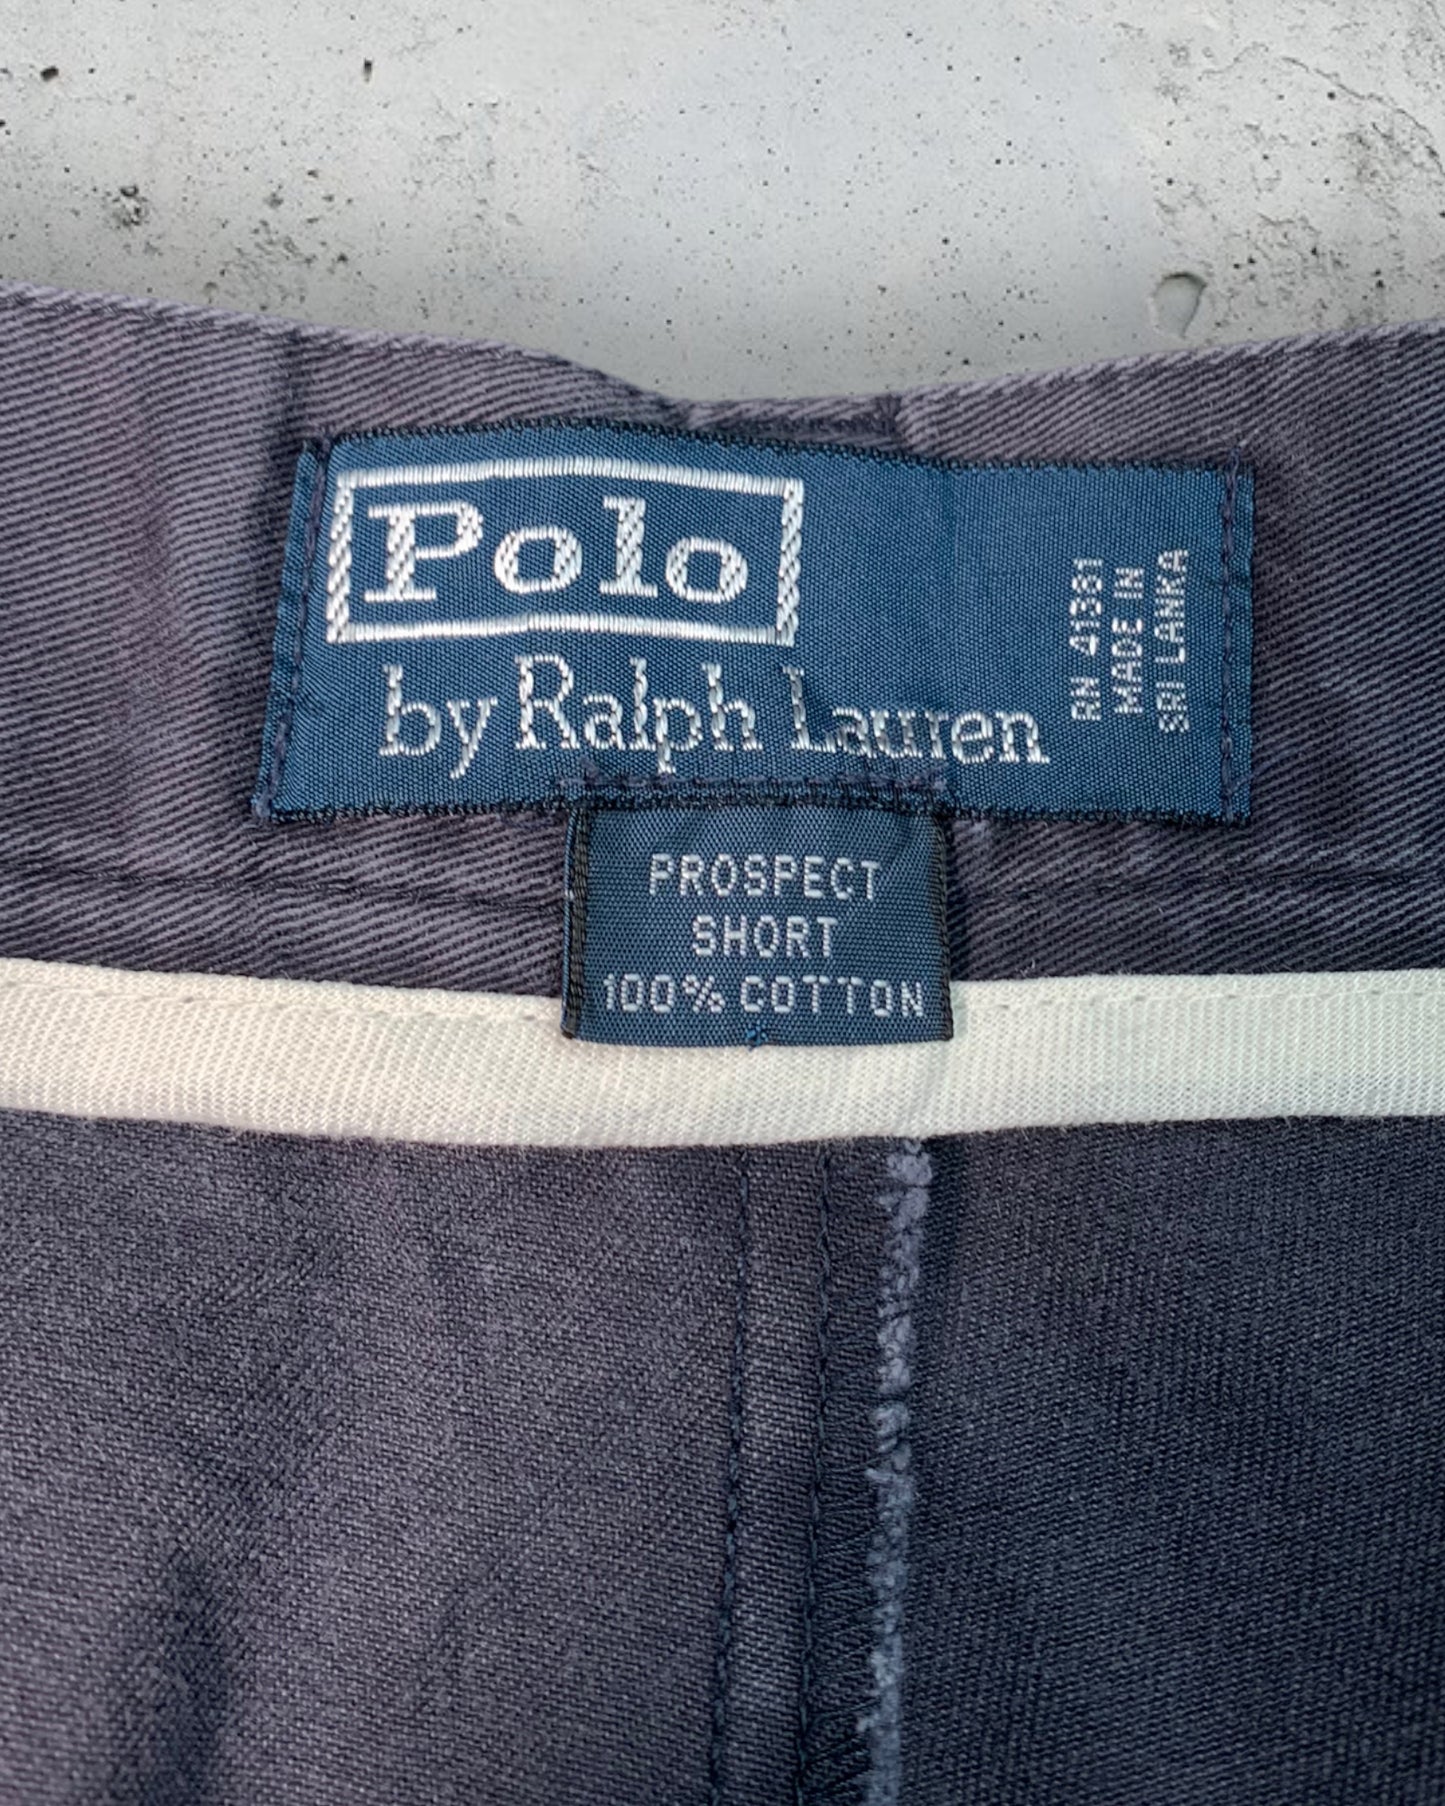 Polo
by Ralph Lauren
RN 41381
MADE IN
SRI LANKA
PROSPECT
SHORT
100% COTTON